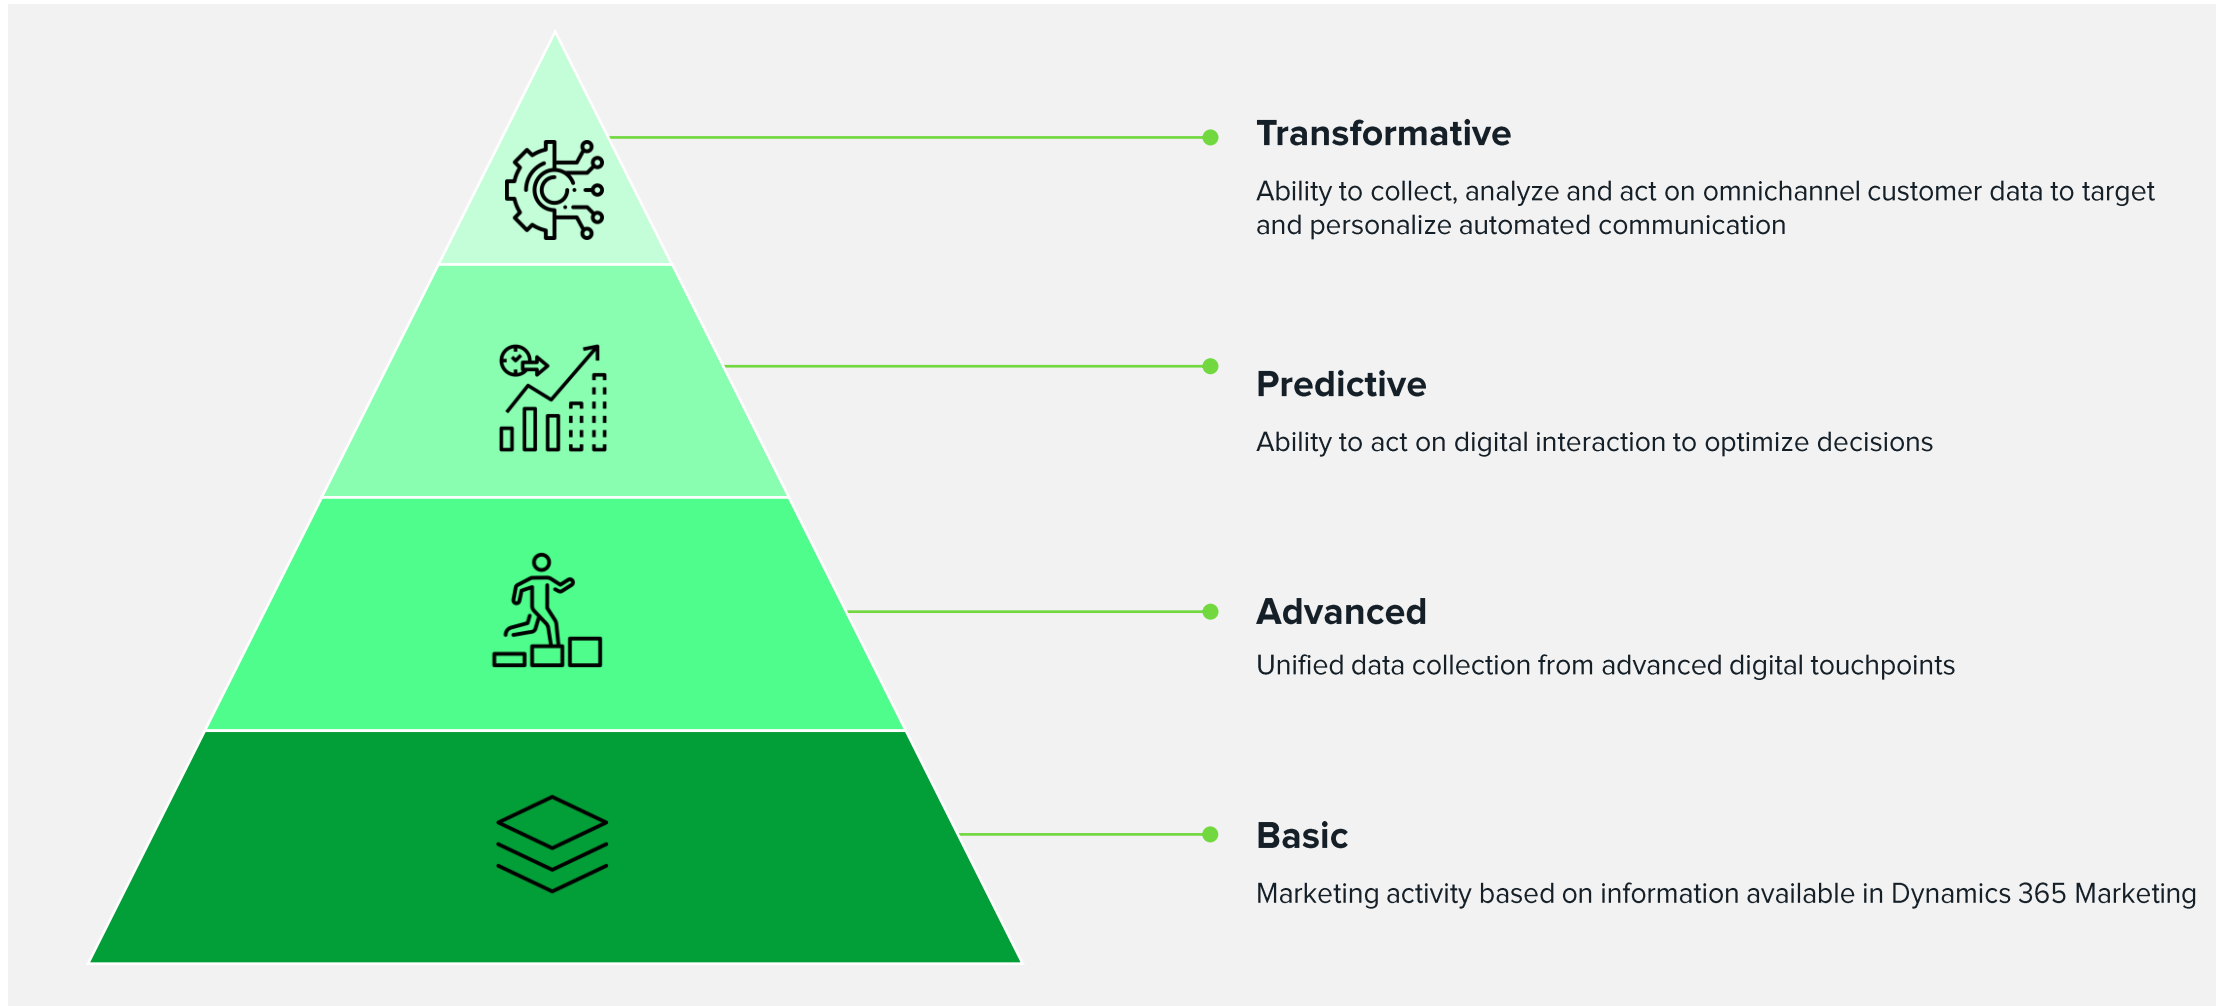 Transformative
Ability to collect, analyze and act on omnichannel customer data to target
and personalize automated communication
Predictive
Ability to act on digital interaction to optimize decisions
Advanced
Unified data collection from advanced digital touchpoints
Basic
Marketing activity based on information available in Dynamics 365 Marketing